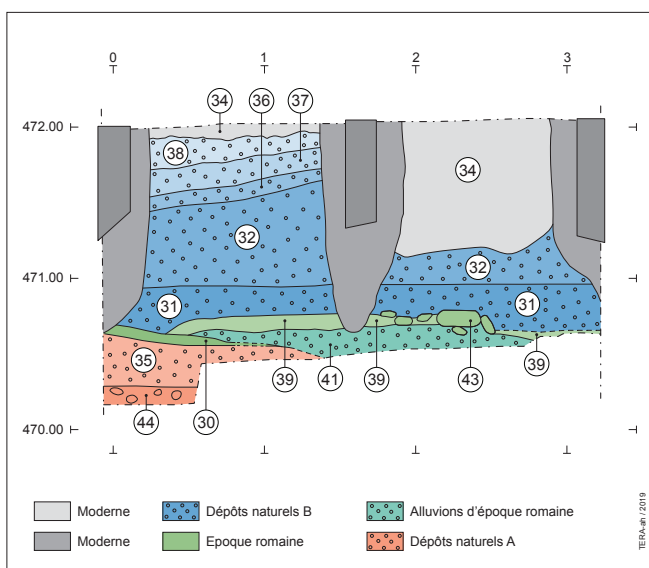 0 1 2 3
34 36 37
472.00
38
34
32
32
471.00
31 31
35
39 41 39 43 39
44 30
470.00
Moderne Dépôts naturels B Alluvions d'époque romaine
Moderne Epoque romaine Dépôts naturels A
TERA-ah / 2019